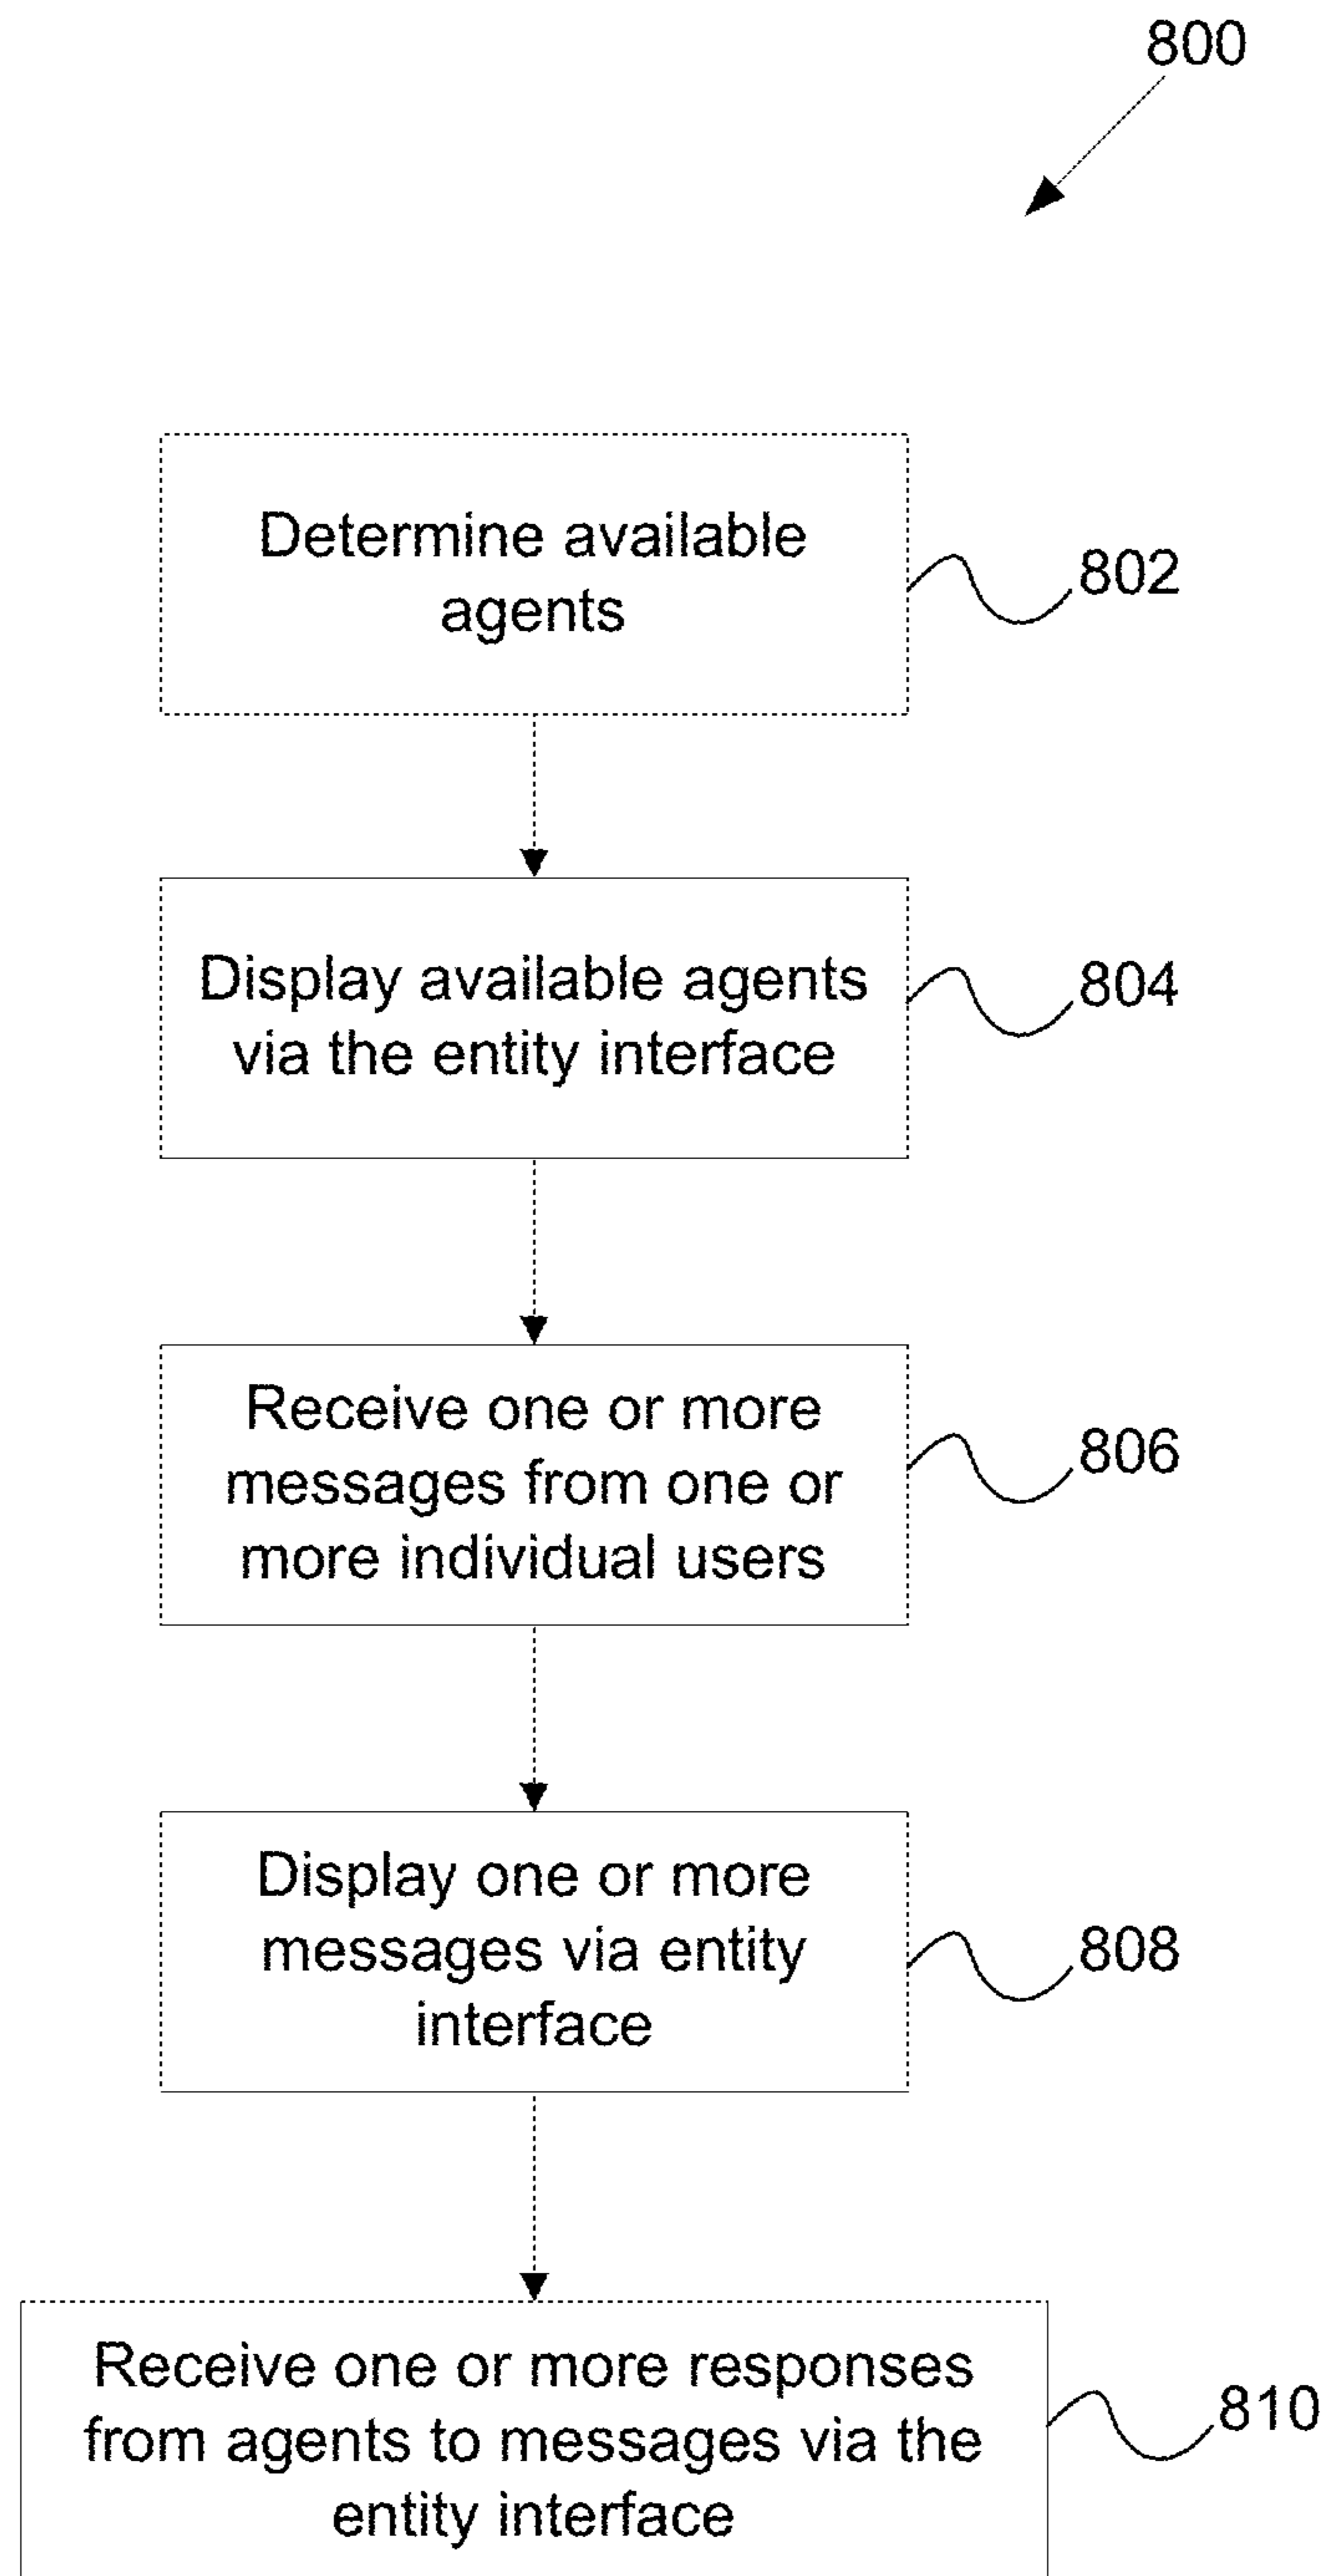 800
Determine available
agents
802
Display available agents
via the entity interface
804
Receive one or more
messages from one or
more individual users
806
Display one or more
messages via entity
interface
808
Receive one or more responses
from agents to messages via the
entity interface
810